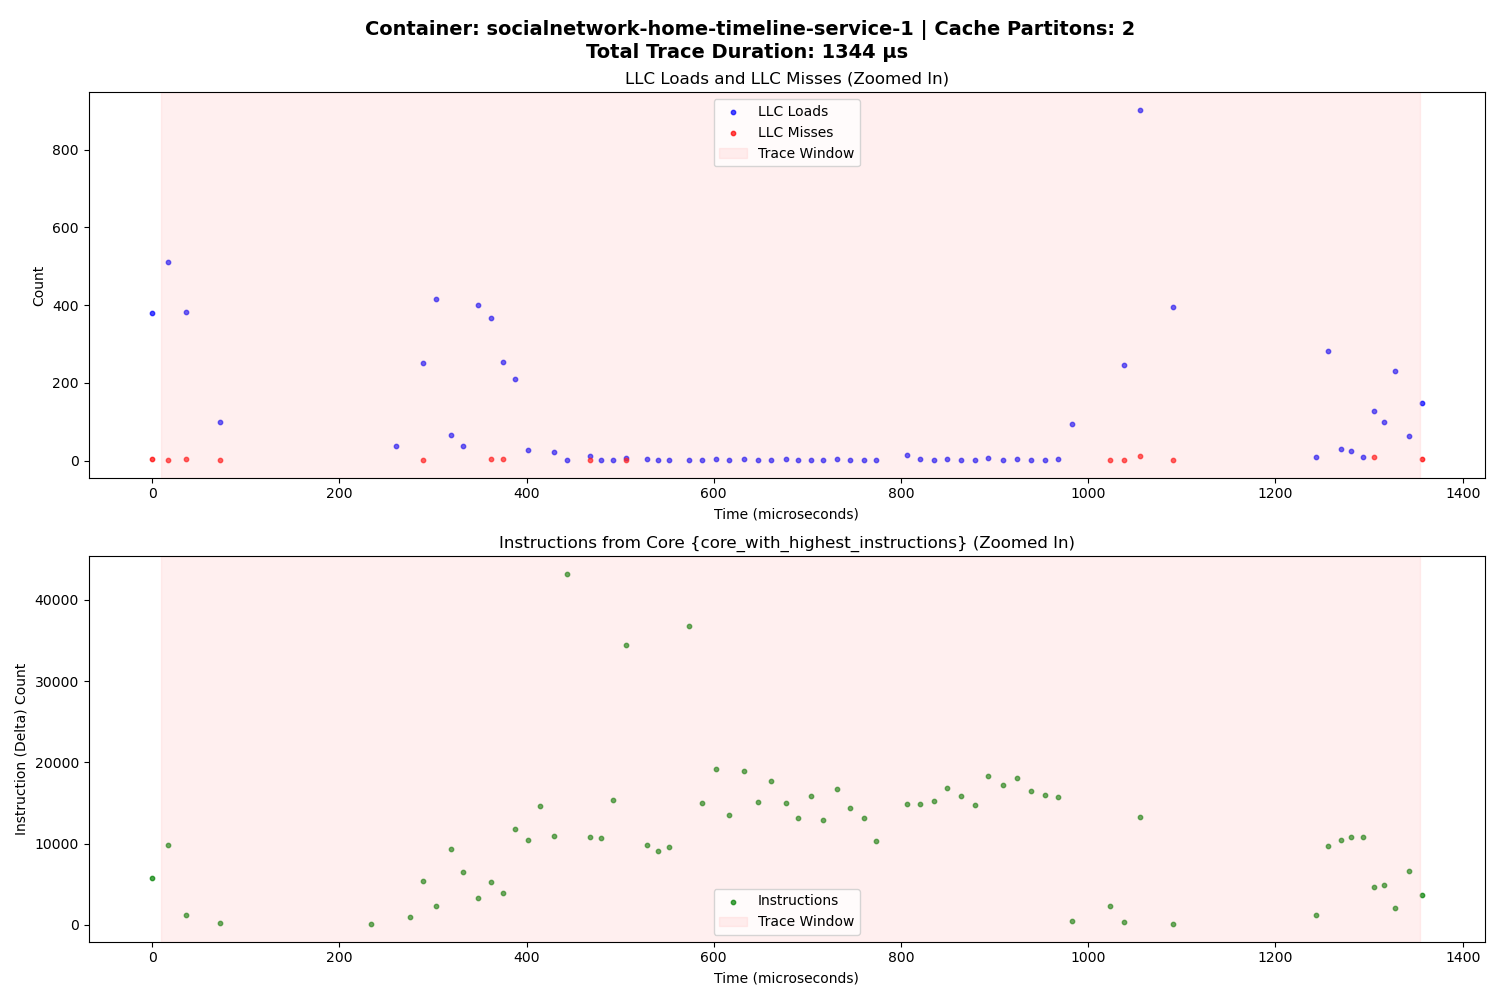 Container: socialnetwork-home-timeline-service-1 | Cache Partitons: 2
Total Trace Duration: 1344 µs
LLC Loads and LLC Misses (Zoomed In)
LLC Loads
LLC Misses
Trace Window
Count
800
600
400
200
0
0 200 400 600 800 1000 1200 1400
Time (microseconds)
Instructions from Core {core_with_highest_instructions} (Zoomed In)
Instruction (Delta) Count
40000
30000
20000
10000
0
Instructions
Trace Window
0 200 400 600 800 1000 1200 1400
Time (microseconds)